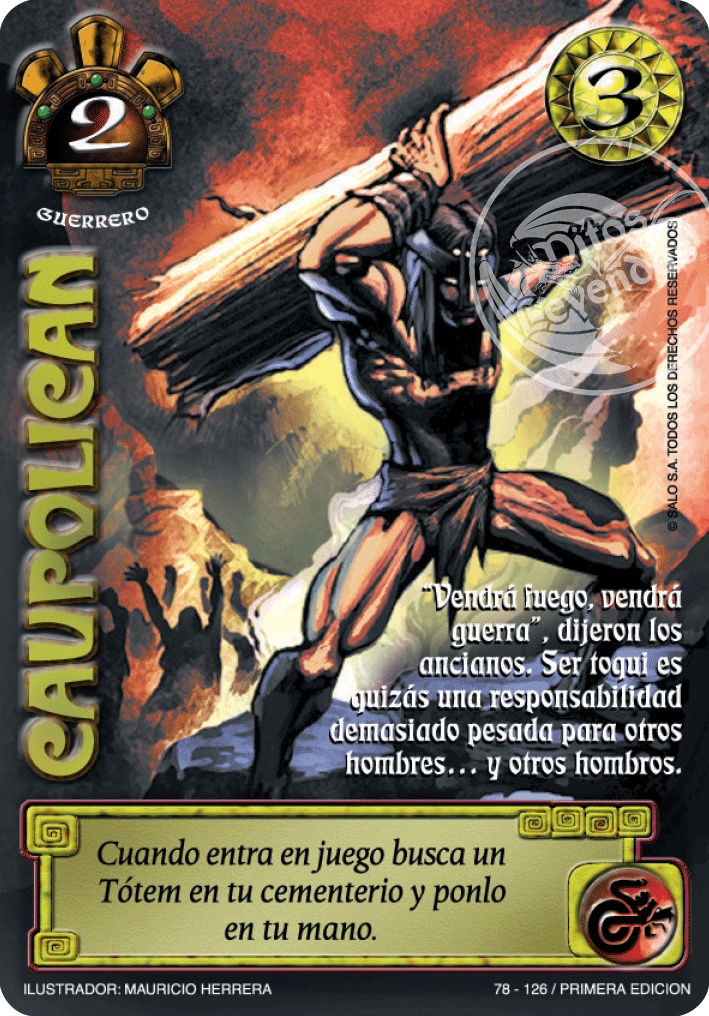 2
3
GUERRERO
CAUPOLICAN
Mitos
Leyendas
© SALO S.A. TODOS LOS DERECHOS RESERVADOS
“Vendrá fuego, vendrá
guerra”, dijeron los
ancianos. Ser toqui es
quizás una responsabilidad
demasiado pesada para otros
hombres... y otros hombros.
Cuando entra en juego busca un
Tótem en tu cementerio y ponlo
en tu mano.
ILUSTRADOR: MAURICIO HERRERA
78 - 126 / PRIMERA EDICION